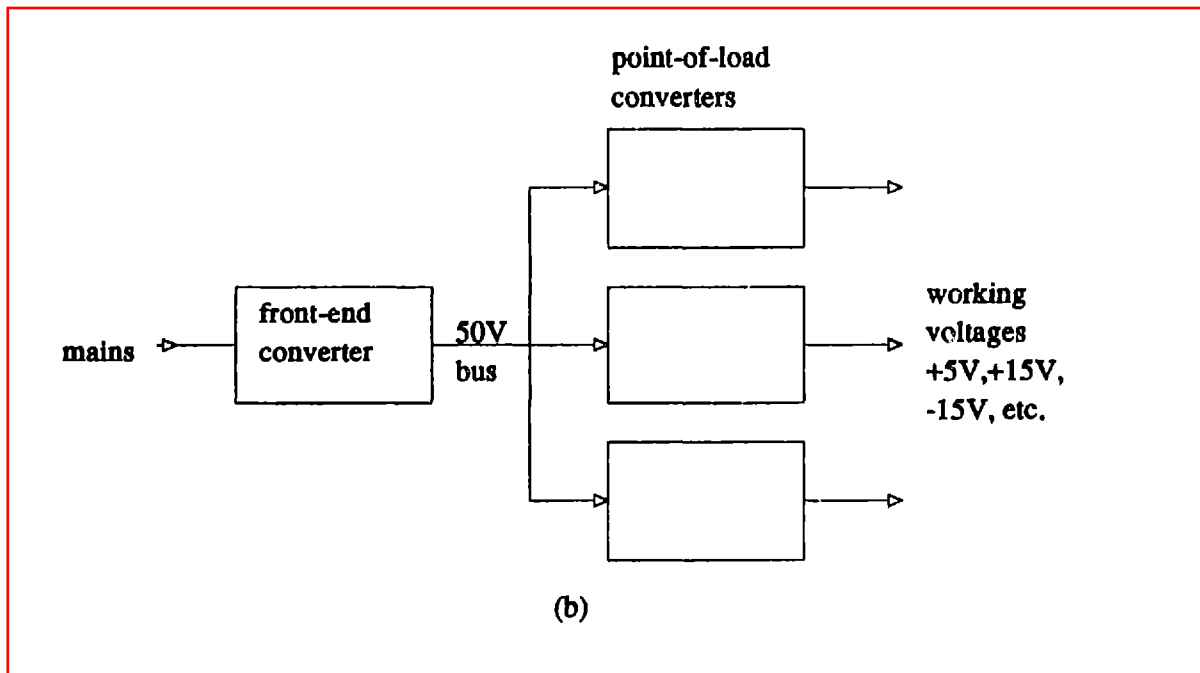 point-of-load
converters
front-end
converter
mains
50V
bus
working
voltages
+5V,+15V,
-15V, etc.
(b)